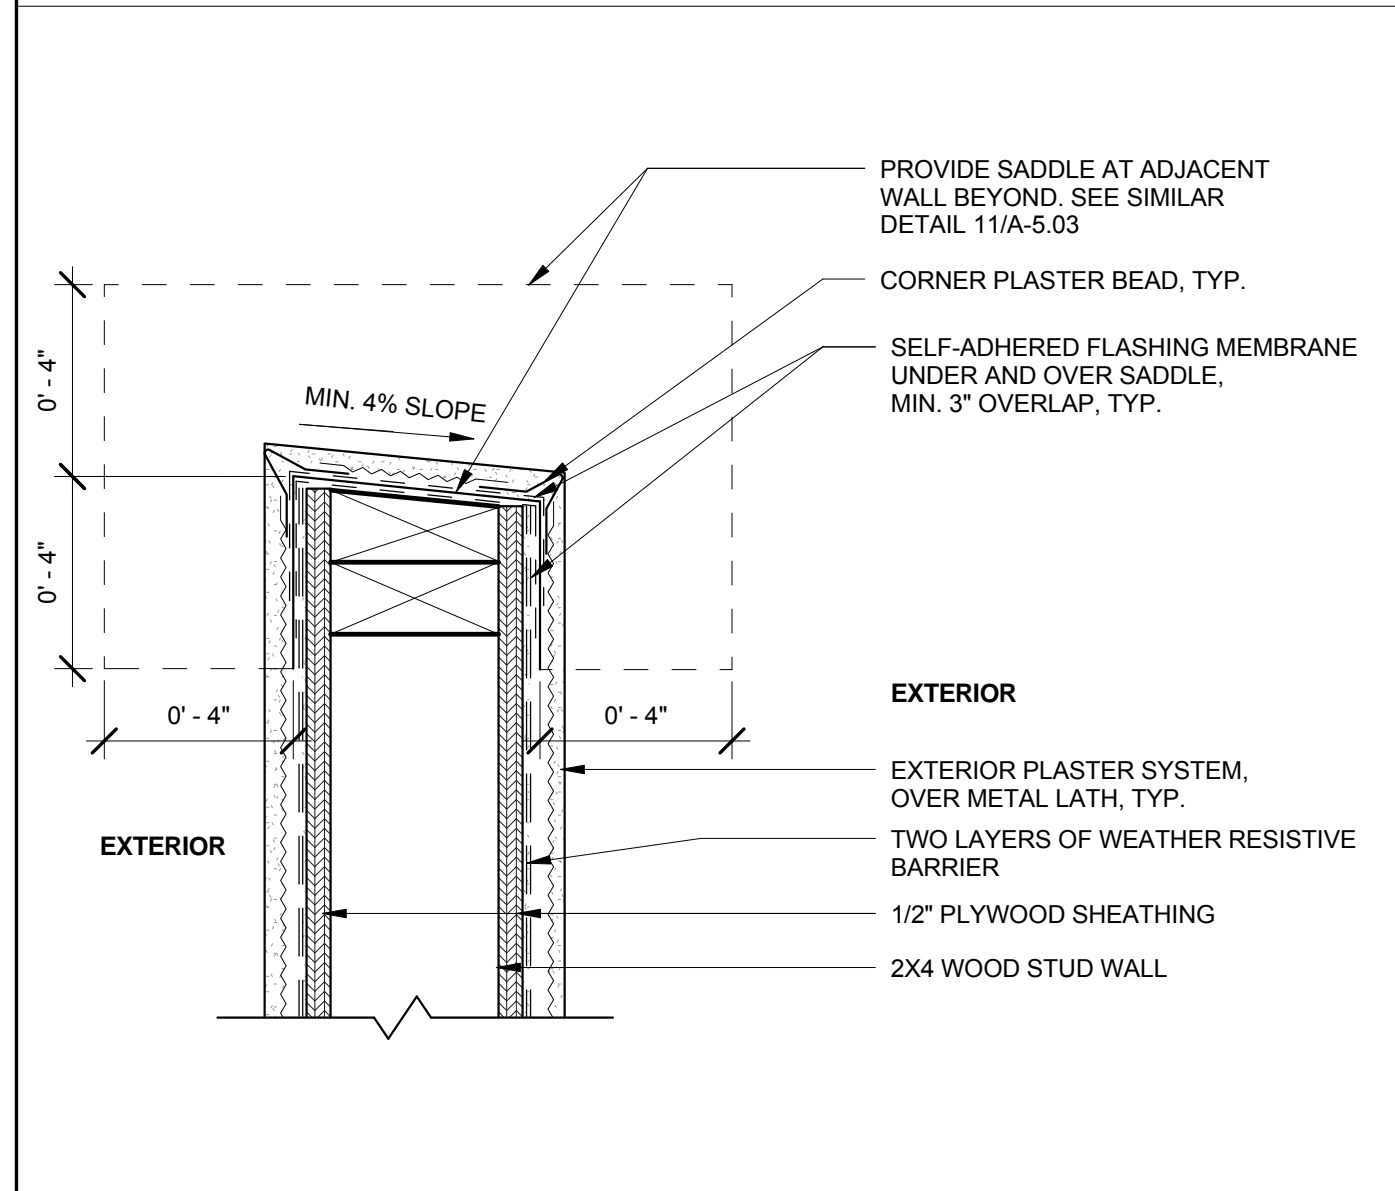 PROVIDE SADDLE AT ADJACENT
WALL BEYOND. SEE SIMILAR
DETAIL 11/A-5.03
CORNER PLASTER BEAD, TYP.
SELF-ADHERED FLASHING MEMBRANE
UNDER AND OVER SADDLE,
MIN. 3" OVERLAP, TYP.
0' - 4"
MIN. 4% SLOPE
0' - 4"
0' - 4"
0' - 4"
EXTERIOR
EXTERIOR PLASTER SYSTEM,
OVER METAL LATH, TYP.
EXTERIOR
TWO LAYERS OF WEATHER RESISTIVE
BARRIER
1/2" PLYWOOD SHEATHING
2X4 WOOD STUD WALL